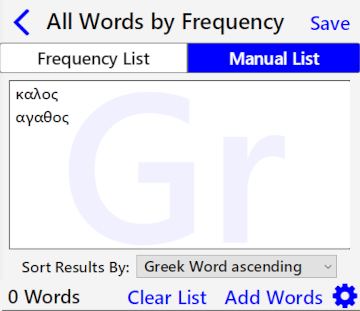 All Words by Frequency Save
Frequency List Manual List
καλος
αγαθος
Gr
Sort Results By: Greek Word ascending
0 Words Clear List Add Words